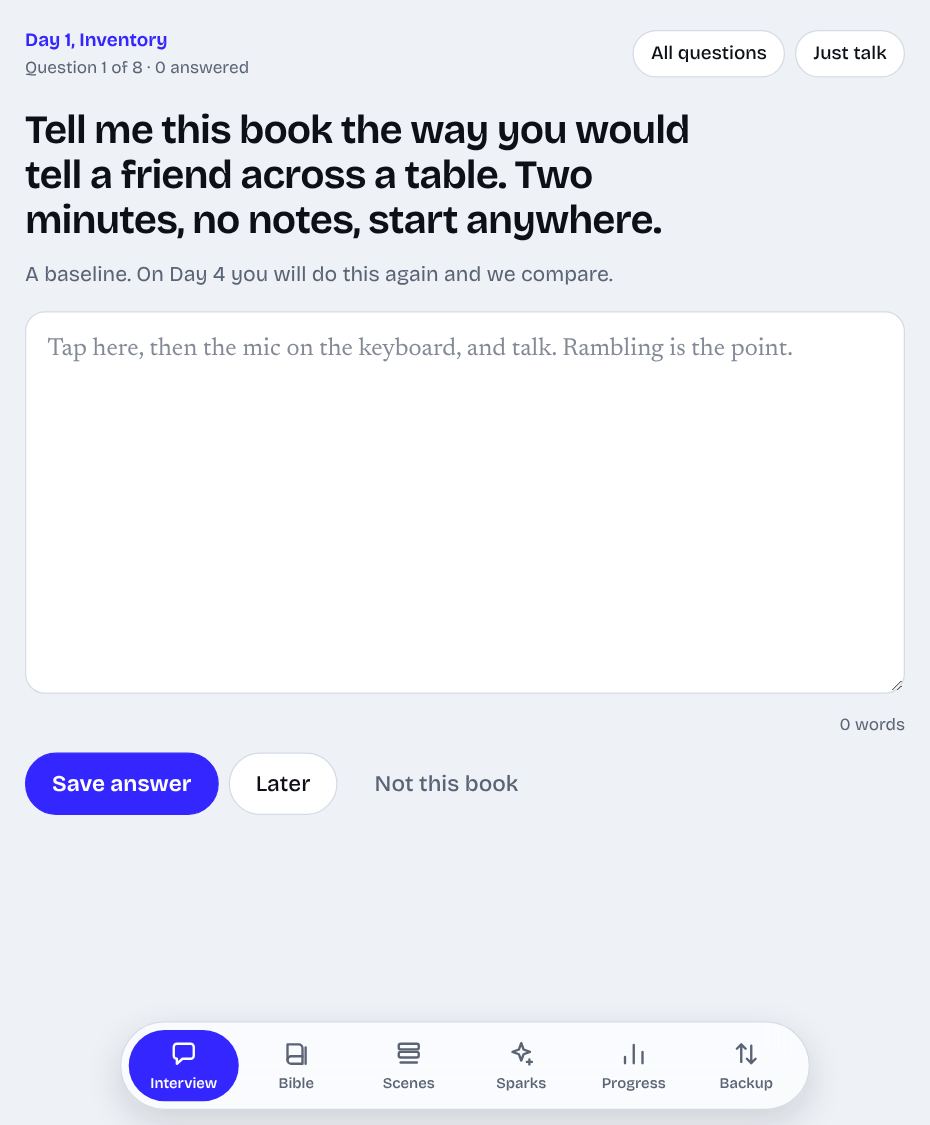 Day 1, Inventory
Question 1 of 8 · 0 answered
All questions
Just talk
Tell me this book the way you would
tell a friend across a table. Two
minutes, no notes, start anywhere.
A baseline. On Day 4 you will do this again and we compare.
Tap here, then the mic on the keyboard, and talk. Rambling is the point.
0 words
Save answer
Later
Not this book
Interview
Bible
Scenes
Sparks
Progress
Backup